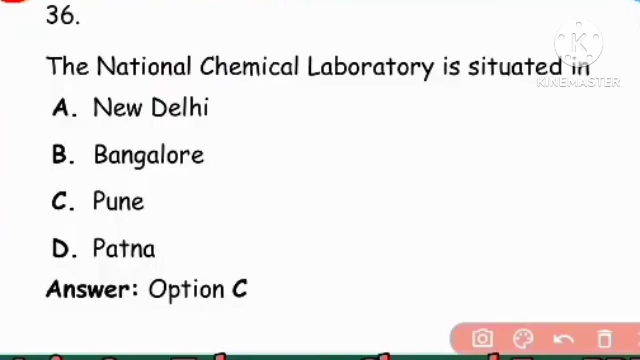 36.
The National Chemical Laboratory is situated in
A. New Delhi
B. Bangalore
C. Pune
D. Patna
Answer: Option C
K
KINEMASTER